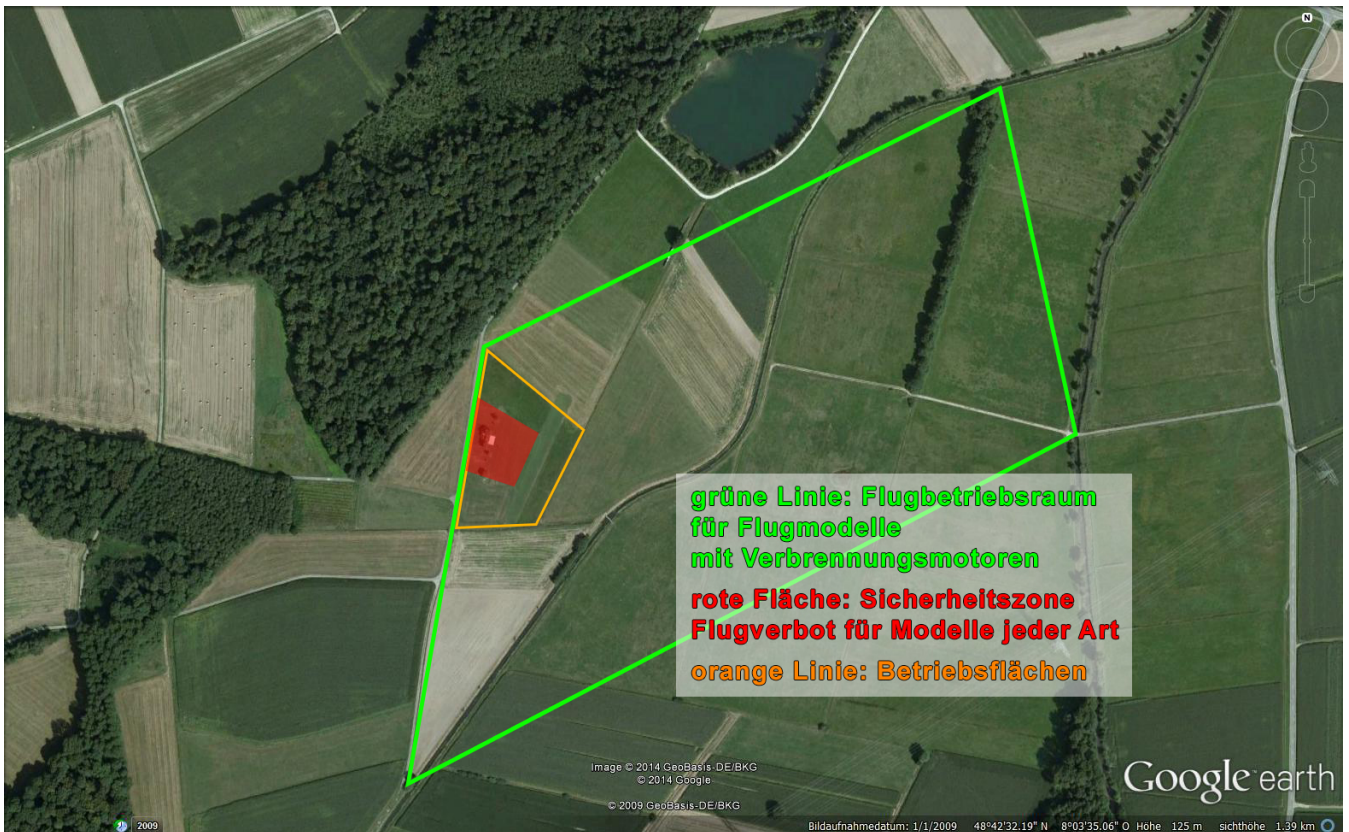 N
grüne Linie: Flugbetriebsraum
für Flugmodelle
mit Verbrennungsmotoren
rote Fläche: Sicherheitszone
Flugverbot für Modelle jeder Art
orange Linie: Betriebsflächen
Image © 2014 GeoBasis-DE/BKG
© 2014 Google
© 2009 GeoBasis-DE/BKG
Google earth
2009
Bildaufnahmedatum: 1/1/2009 48°42'32.19" N 8°03'35.06" O Höhe 125 m sichthöhe 1.39 km